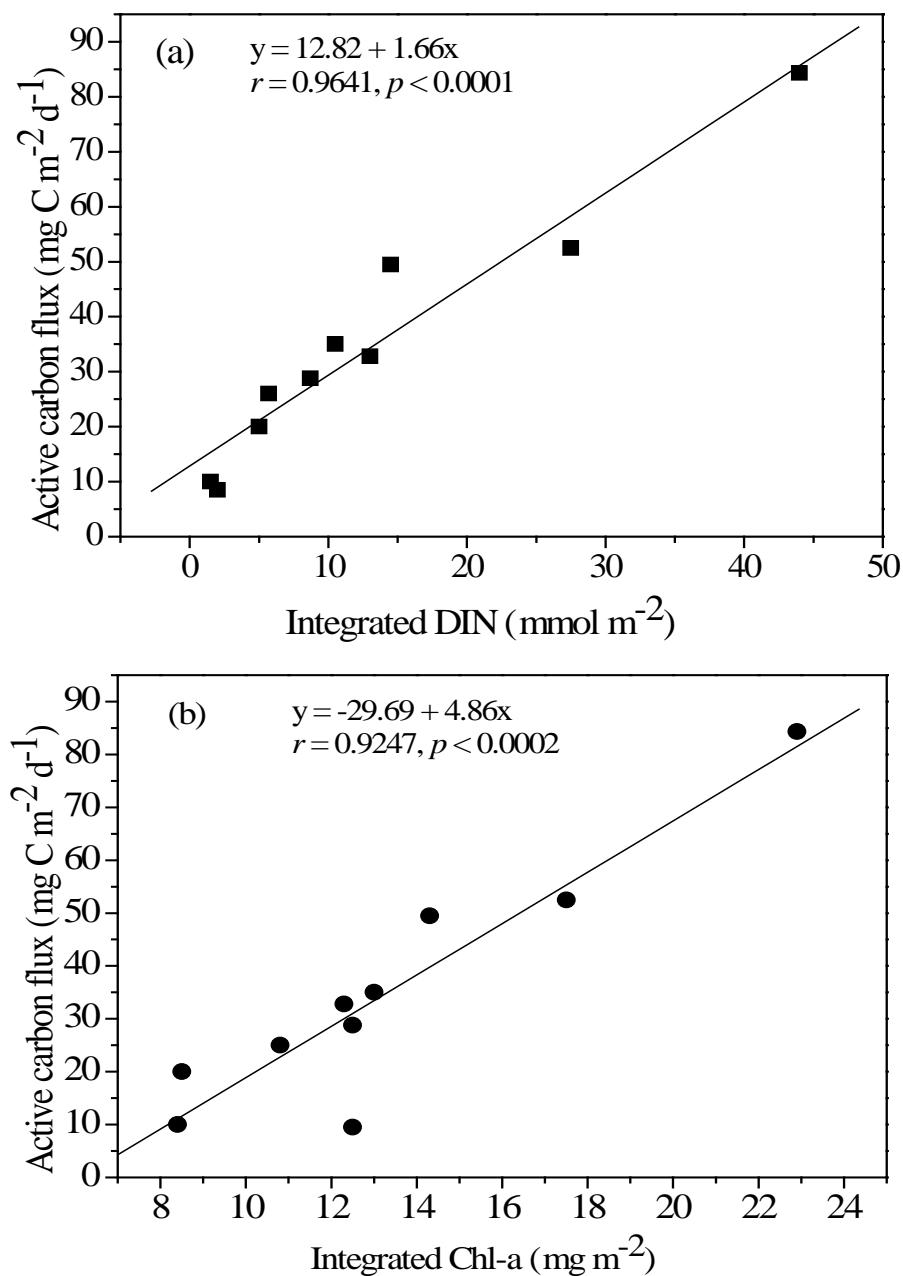 (a)
y = 12.82 + 1.66x
r = 0.9641, p < 0.0001
Active carbon flux (mg C m-2 d-1)
90
80
70
60
50
40
30
20
10
0
0 10 20 30 40 50
Integrated DIN (mmol m-2)
(b)
y = -29.69 + 4.86x
r = 0.9247, p < 0.0002
Active carbon flux (mg C m-2 d-1)
90
80
70
60
50
40
30
20
10
0
8 10 12 14 16 18 20 22 24
Integrated Chl-a (mg m-2)